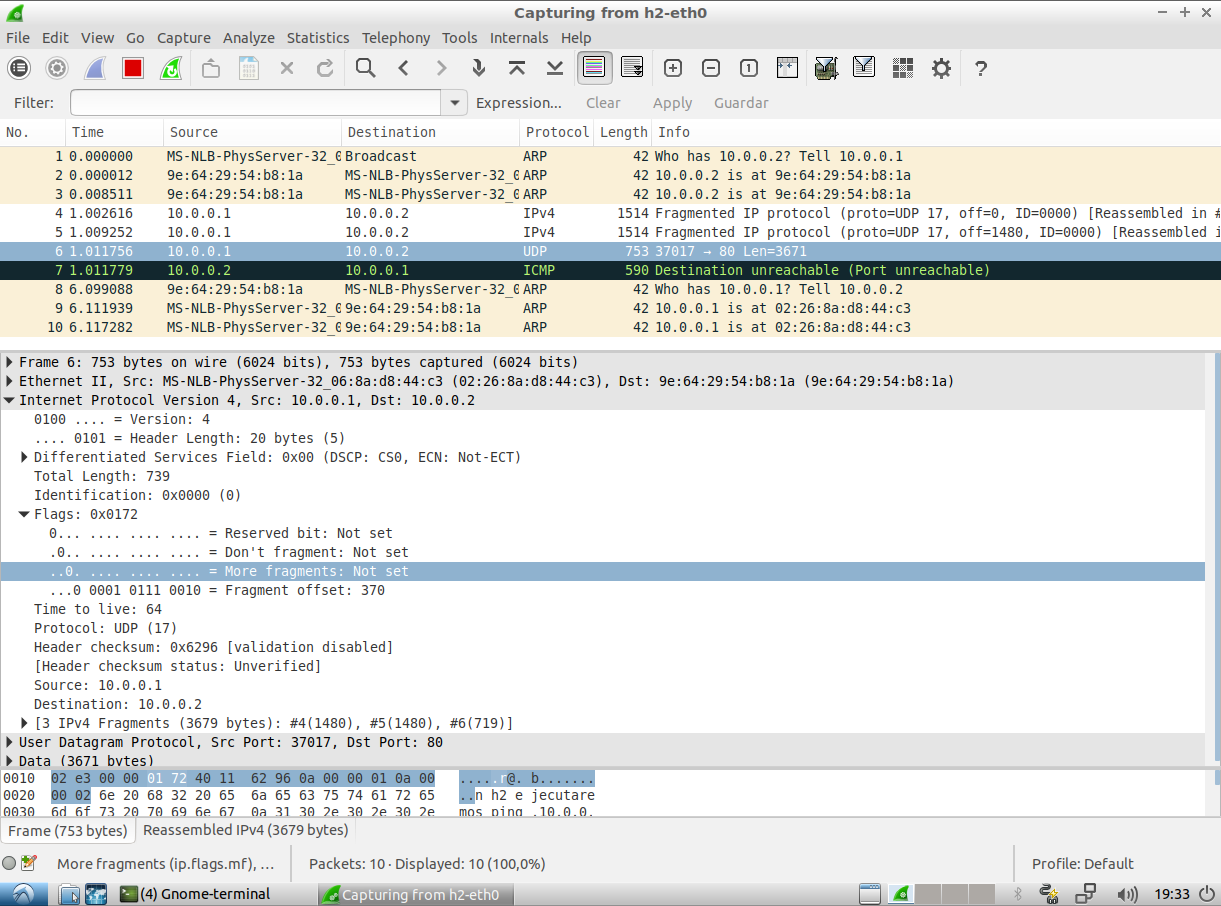 Capturing from h2-eth0
File Edit View Go Capture Analyze Statistics Telephony Tools Internals Help
Filter: Expression... Clear Apply Guardar
No. Time Source Destination Protocol Length Info
1 0.000000 MS-NLB-PhysServer-32_0 Broadcast ARP 42 Who has 10.0.0.2? Tell 10.0.0.1
2 0.000012 9e:64:29:54:b8:1a MS-NLB-PhysServer-32_0 ARP 42 10.0.0.2 is at 9e:64:29:54:b8:1a
3 0.008511 9e:64:29:54:b8:1a MS-NLB-PhysServer-32_0 ARP 42 10.0.0.2 is at 9e:64:29:54:b8:1a
4 1.002616 10.0.0.1 10.0.0.2 IPv4 1514 Fragmented IP protocol (proto=UDP 17, off=0, ID=0000) [Reassembled in #
5 1.009252 10.0.0.1 10.0.0.2 IPv4 1514 Fragmented IP protocol (proto=UDP 17, off=1480, ID=0000) [Reassembled i
6 1.011756 10.0.0.1 10.0.0.2 UDP 753 37017 → 80 Len=3671
7 1.011779 10.0.0.2 10.0.0.1 ICMP 590 Destination unreachable (Port unreachable)
8 6.099088 9e:64:29:54:b8:1a MS-NLB-PhysServer-32_0 ARP 42 Who has 10.0.0.1? Tell 10.0.0.2
9 6.111939 MS-NLB-PhysServer-32_0 9e:64:29:54:b8:1a ARP 42 10.0.0.1 is at 02:26:8a:d8:44:c3
10 6.117282 MS-NLB-PhysServer-32_0 9e:64:29:54:b8:1a ARP 42 10.0.0.1 is at 02:26:8a:d8:44:c3
Frame 6: 753 bytes on wire (6024 bits), 753 bytes captured (6024 bits)
Ethernet II, Src: MS-NLB-PhysServer-32_06:8a:d8:44:c3 (02:26:8a:d8:44:c3), Dst: 9e:64:29:54:b8:1a (9e:64:29:54:b8:1a)
Internet Protocol Version 4, Src: 10.0.0.1, Dst: 10.0.0.2
0100 .... = Version: 4
.... 0101 = Header Length: 20 bytes (5)
Differentiated Services Field: 0x00 (DSCP: CS0, ECN: Not-ECT)
Total Length: 739
Identification: 0x0000 (0)
Flags: 0x0172
0... .... .... .... = Reserved bit: Not set
.0.. .... .... .... = Don't fragment: Not set
..0. .... .... .... = More fragments: Not set
...0 0001 0111 0010 = Fragment offset: 370
Time to live: 64
Protocol: UDP (17)
Header checksum: 0x6296 [validation disabled]
[Header checksum status: Unverified]
Source: 10.0.0.1
Destination: 10.0.0.2
[3 IPv4 Fragments (3679 bytes): #4(1480), #5(1480), #6(719)]
User Datagram Protocol, Src Port: 37017, Dst Port: 80
Data (3671 bytes)
0010 02 e3 00 00 01 72 40 11 62 96 0a 00 00 01 0a 00 .....r@. b.......
0020 00 02 6e 20 68 32 20 65 6a 65 63 75 74 61 72 65 ..n h2 e jecutare
0030 6d 6f 73 20 70 69 6e 67 0a 31 30 2e 30 2e 30 2e mos ping .10.0.0.
Frame (753 bytes) Reassembled IPv4 (3679 bytes)
More fragments (ip.flags.mf), ... Packets: 10 · Displayed: 10 (100,0%) Profile: Default
(4) Gnome-terminal Capturing from h2-eth0 19:33